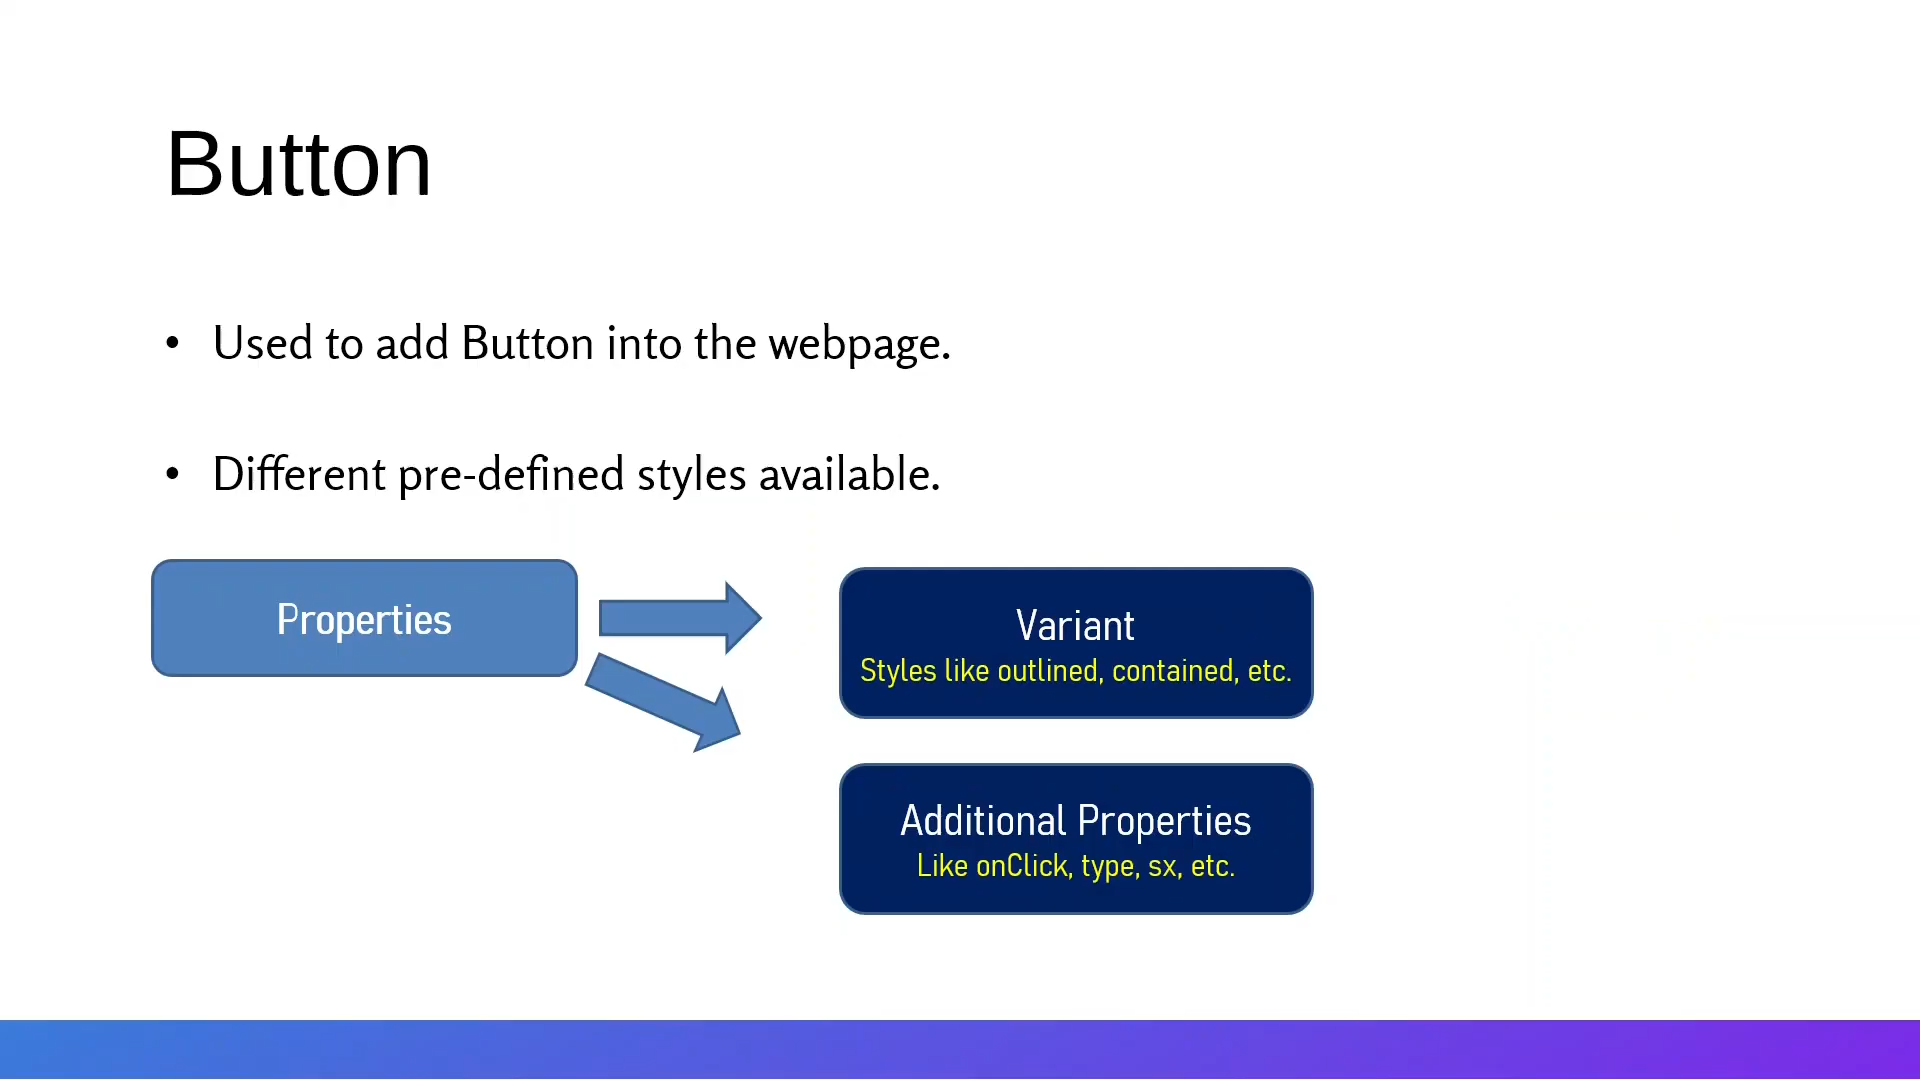 Button
• Used to add Button into the webpage.
• Different pre-defined styles available.
Properties
Variant
Styles like outlined, contained, etc.
Additional Properties
Like onClick, type, sx, etc.